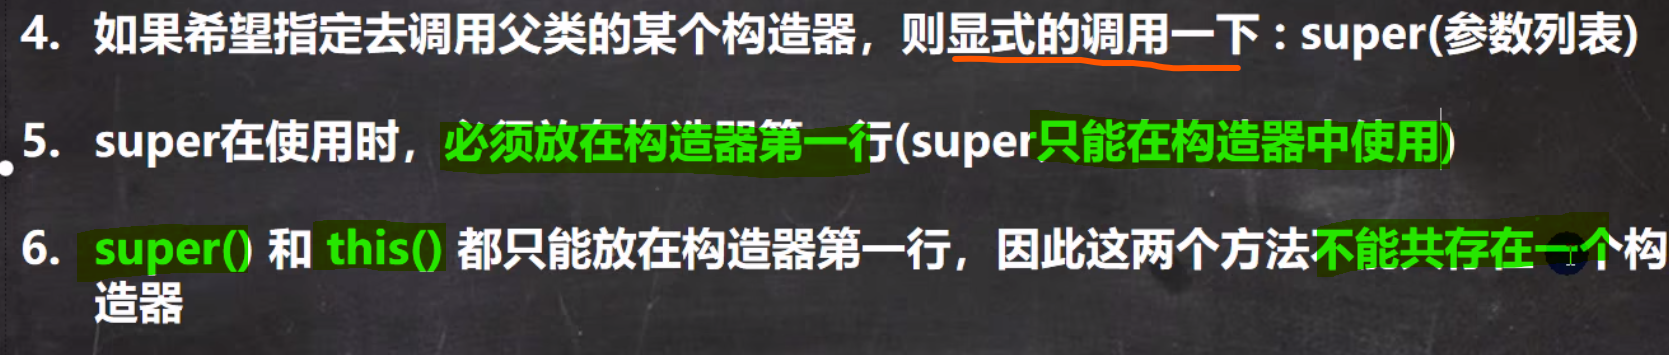 4. 如果希望指定去调用父类的某个构造器，则显式的调用一下 : super(参数列表)
5. super在使用时，必须放在构造器第一行(super只能在构造器中使用)
6. super() 和 this() 都只能放在构造器第一行，因此这两个方法不能共存在一个构
造器